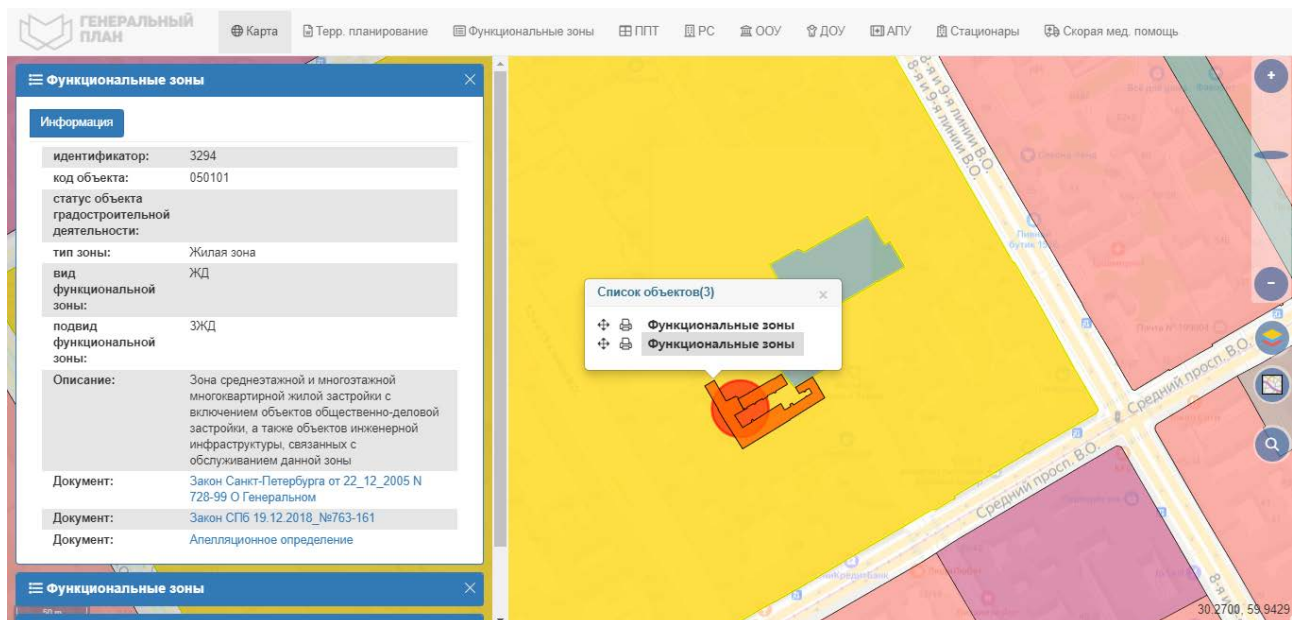 ГЕНЕРАЛЬНЫЙ
ПЛАН
Карта
Терр. планирование
Функциональные зоны
ППТ
РС
ООУ
ДОУ
АПУ
Стационары
Скорая мед. помощь
Функциональные зоны
Информация
идентификатор: 3294
код объекта: 050101
статус объекта
градостроительной
деятельности:
тип зоны: Жилая зона
вид ЖД
функциональной
зоны:
подвид 3ЖД
функциональной
зоны:
Описание: Зона среднеэтажной и многоэтажной
многоквартирной жилой застройки с
включением объектов общественно-деловой
застройки, а также объектов инженерной
инфраструктуры, связанных с
обслуживанием данной зоны
Документ: Закон Санкт-Петербурга от 22_12_2005 N
728-99 О Генеральном
Документ: Закон СПб 19.12.2018_№763-161
Документ: Апелляционное определение
Функциональные зоны
50 m
Список объектов(3)
Функциональные зоны
Функциональные зоны
8-я и 9-я линии В.О.
8-я и 9-я линии В.О.
Средний просп. В.О.
Средний просп. В.О.
8-я и
30.2700, 59.9429